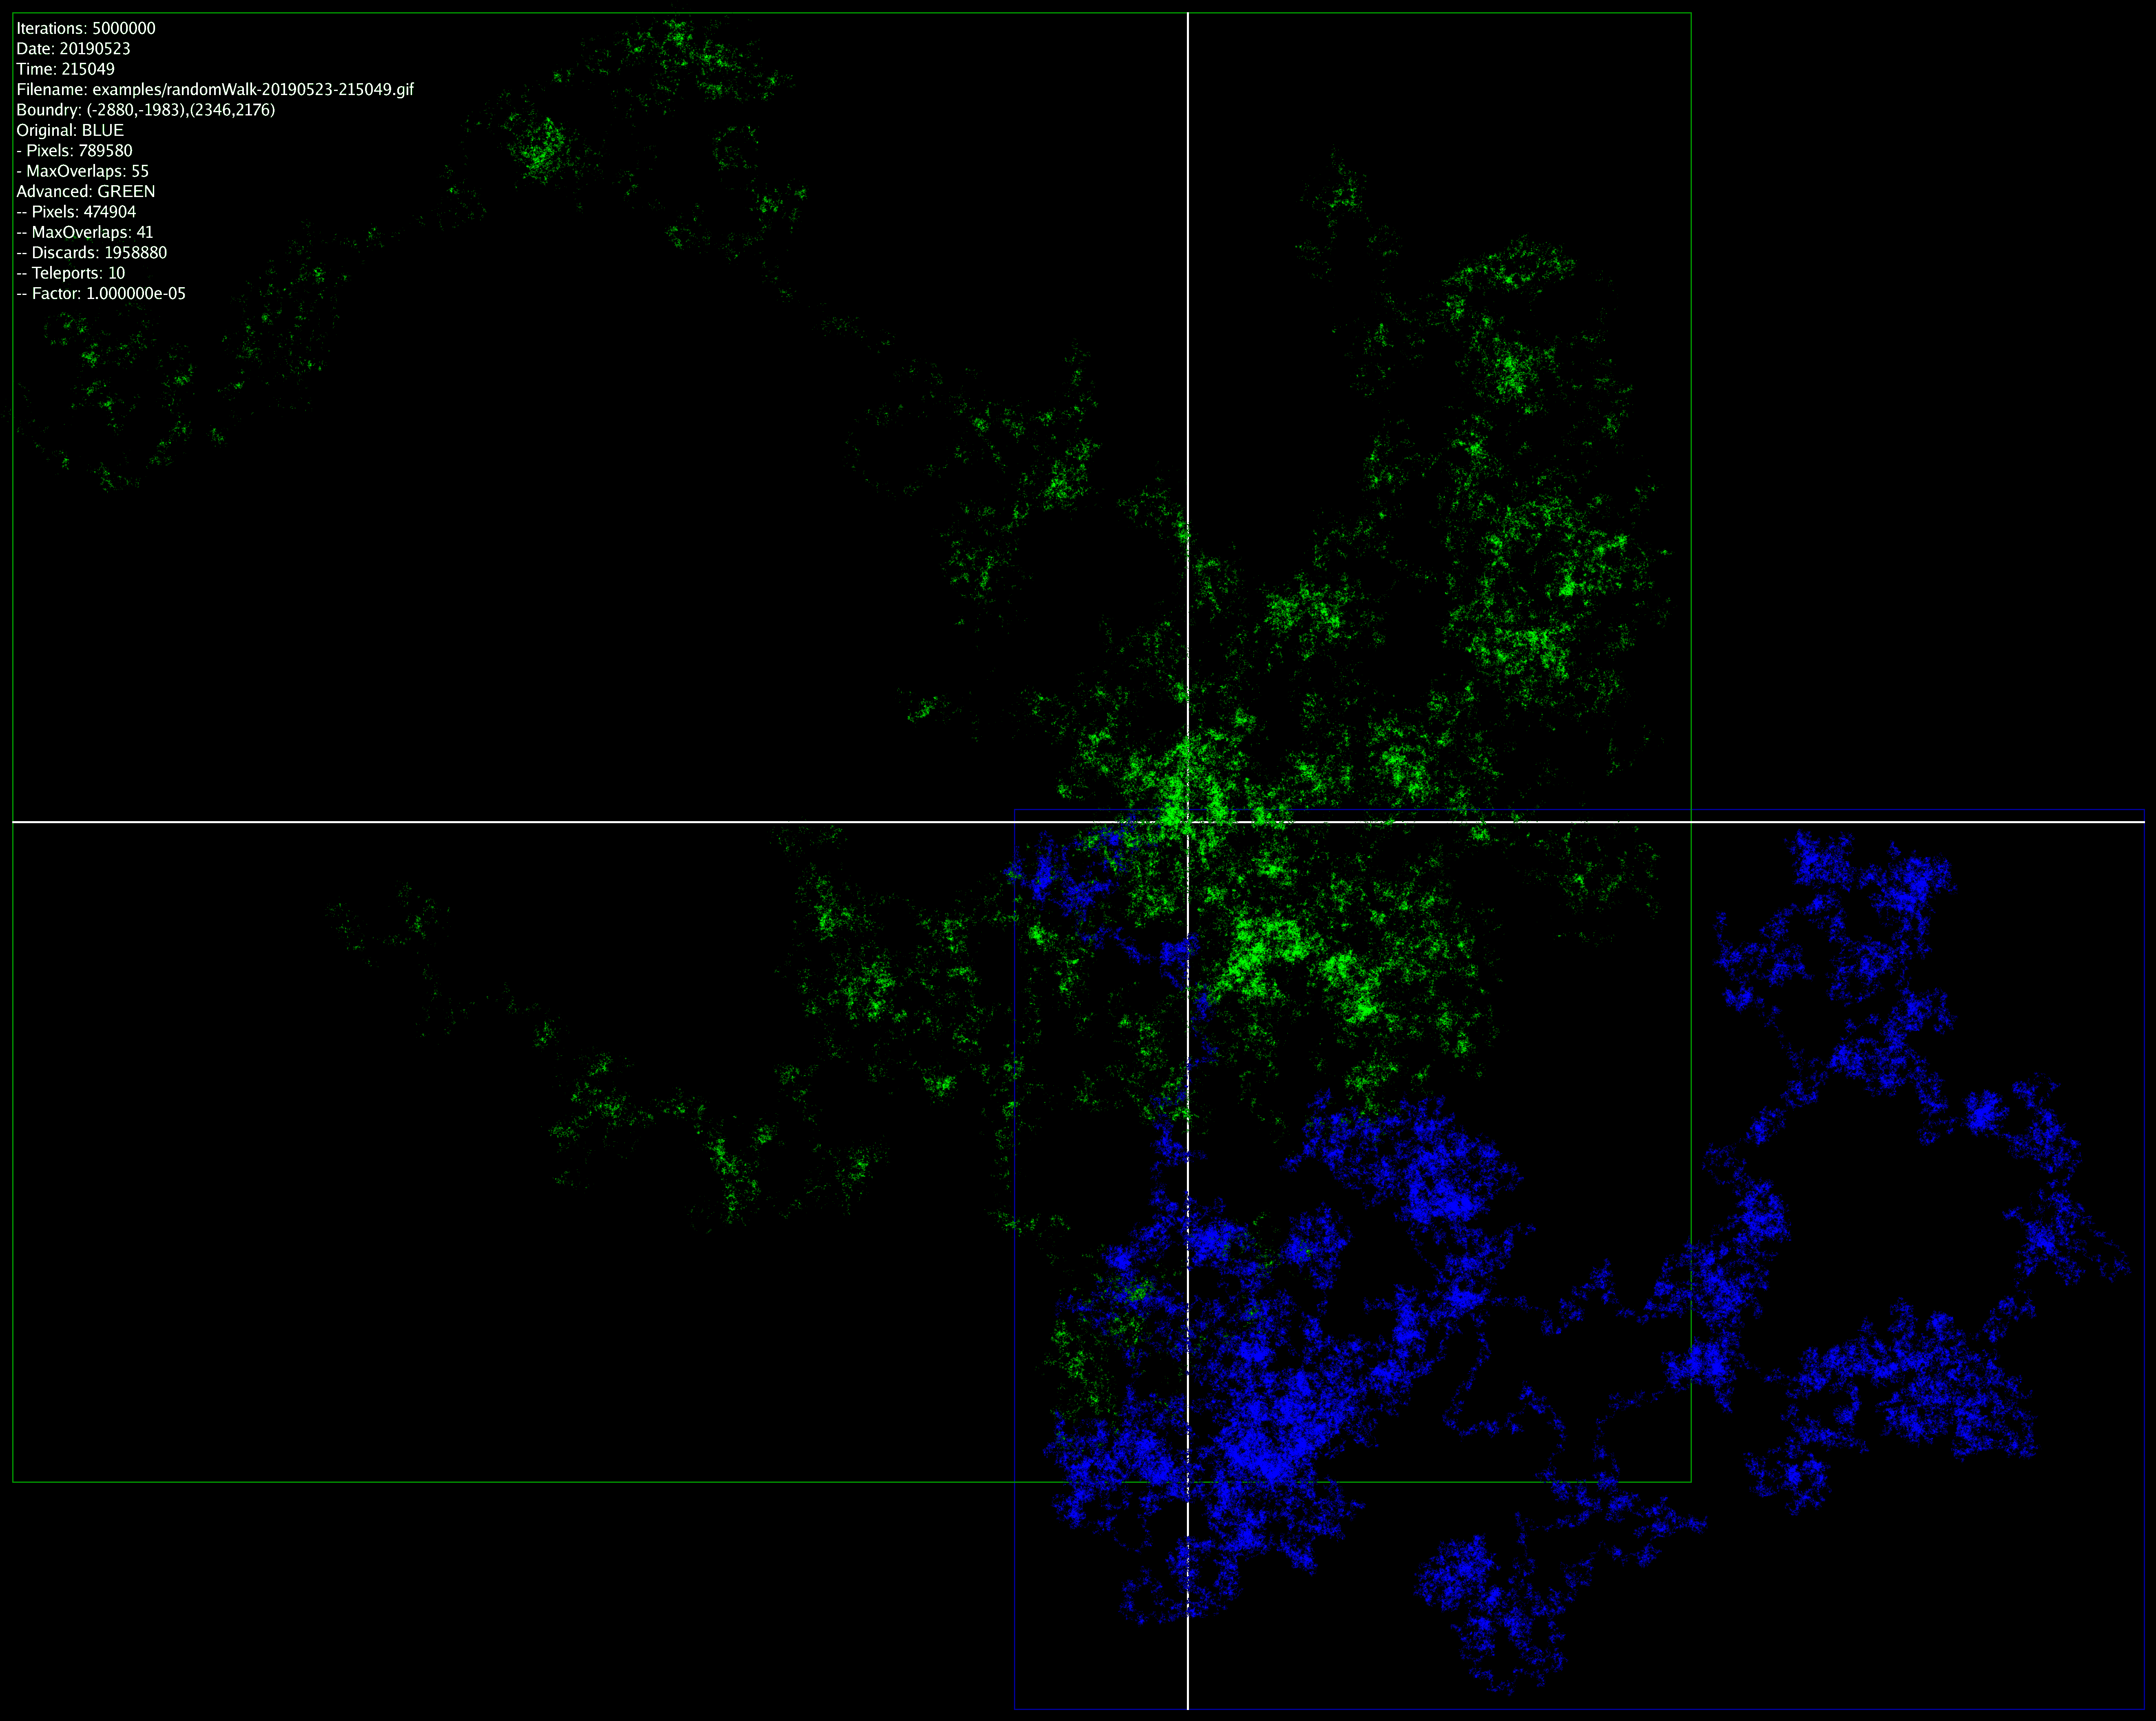 Iterations: 5000000
Date: 20190523
Time: 215049
Filename: examples/randomWalk-20190523-215049.gif
Boundry: (-2880,-1983),(2346,2176)
Original: BLUE
- Pixels: 789580
- MaxOverlaps: 55
Advanced: GREEN
-- Pixels: 474904
-- MaxOverlaps: 41
-- Discards: 1958880
-- Teleports: 10
-- Factor: 1.000000e-05